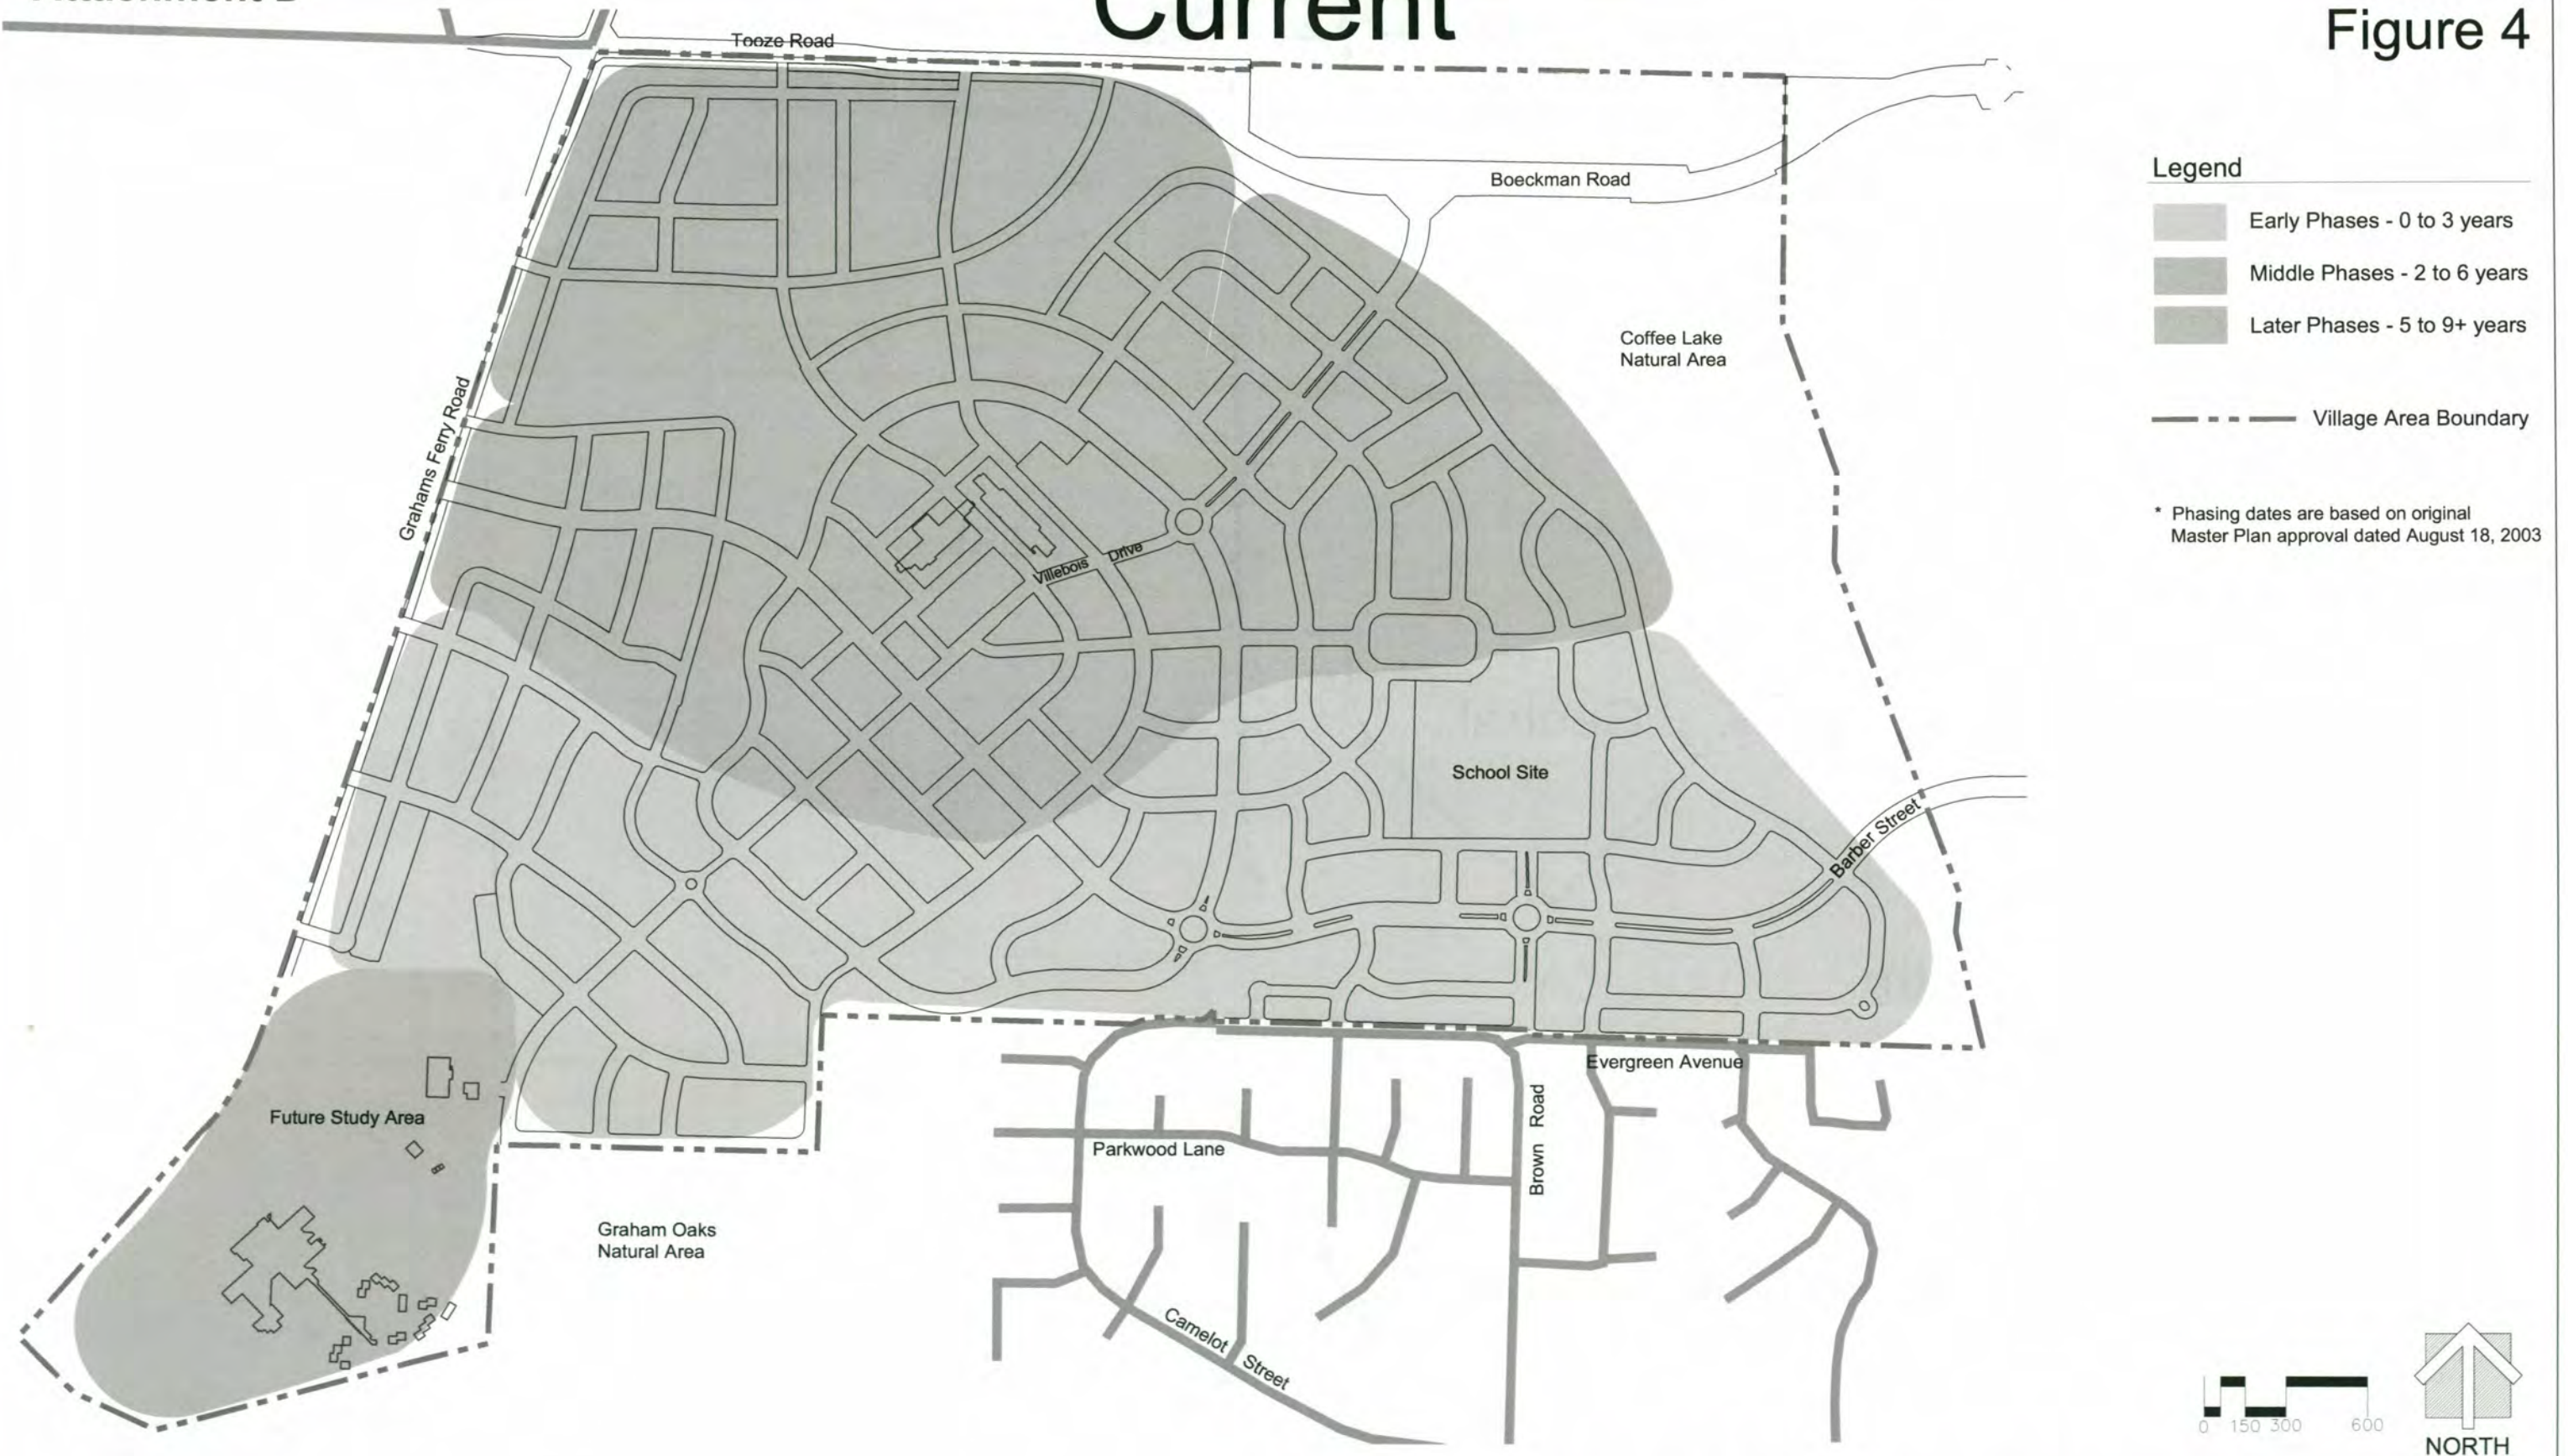 Current
Figure 4
Tooze Road
Boeckman Road
Legend
Early Phases - 0 to 3 years
Middle Phases - 2 to 6 years
Later Phases - 5 to 9+ years
Village Area Boundary
* Phasing dates are based on original
Master Plan approval dated August 18, 2003
Coffee Lake
Natural Area
Grahams Ferry Road
Villebois Drive
School Site
Barber Street
Evergreen Avenue
Future Study Area
Brown Road
Parkwood Lane
Graham Oaks
Natural Area
Camelot Street
0 150 300 600
NORTH